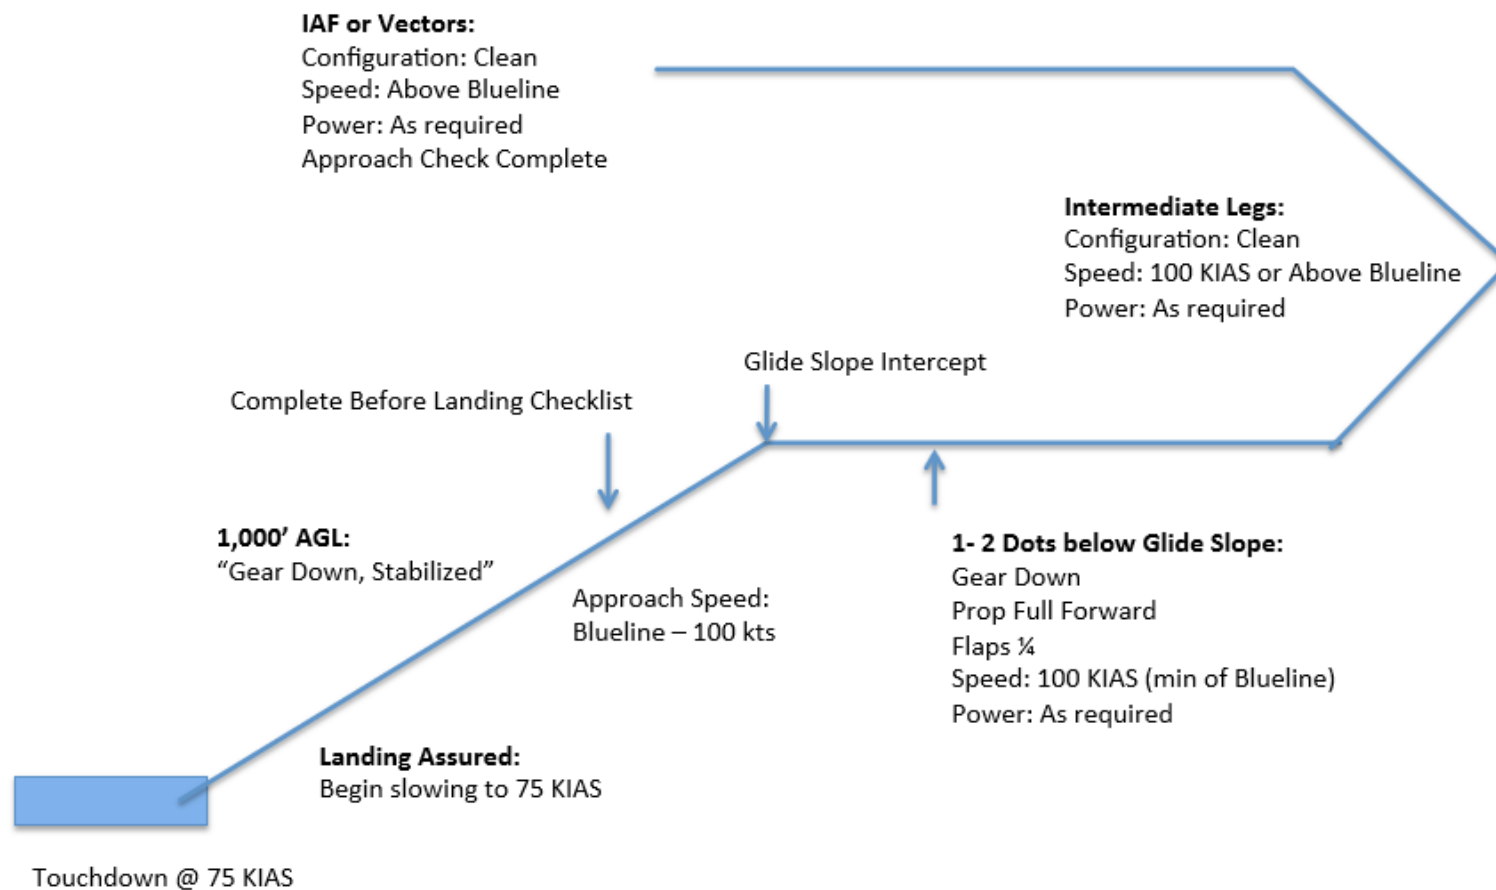 IAF or Vectors:
Configuration: Clean
Speed: Above Blueline
Power: As required
Approach Check Complete
Intermediate Legs:
Configuration: Clean
Speed: 100 KIAS or Above Blueline
Power: As required
Glide Slope Intercept
Complete Before Landing Checklist
1,000’ AGL:
“Gear Down, Stabilized”
Approach Speed:
Blueline – 100 kts
1- 2 Dots below Glide Slope:
Gear Down
Prop Full Forward
Flaps ¼
Speed: 100 KIAS (min of Blueline)
Power: As required
Landing Assured:
Begin slowing to 75 KIAS
Touchdown @ 75 KIAS